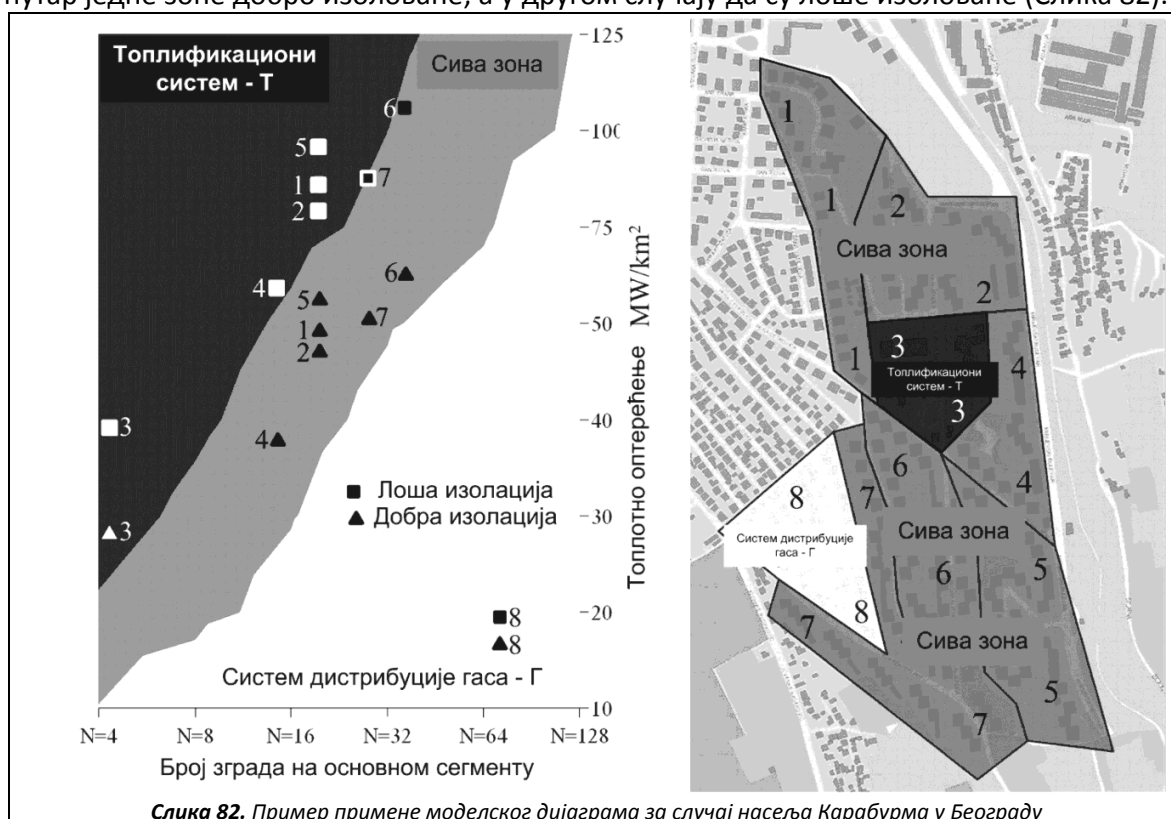 путар једне зоне добро изоловане, а у другом случају да су лоше изоловане (Слика 82).
Топлификациони
систем - Т
Сива зона
125
100
75
50
40
30
20
10
Топлотно оптерећење MW/km²
6
5
1
2
7
4
3
6
5
7
1
2
4
3
8
8
Лоша изолација
Добра изолација
Систем дистрибуције гаса - Г
N=4 N=8 N=16 N=32 N=64 N=128
Број зграда на основном сегменту
1
1
2
Сива зона
2
3
1
4
Топлификациони
систем - Т
3
6
7
4
8
Сива зона
Систем дистрибуције
гаса - Г
6
5
8
7
Сива зона
5
7
Слика 82. Пример примене моделског дијаграма за случај насеља Карабурма у Београду